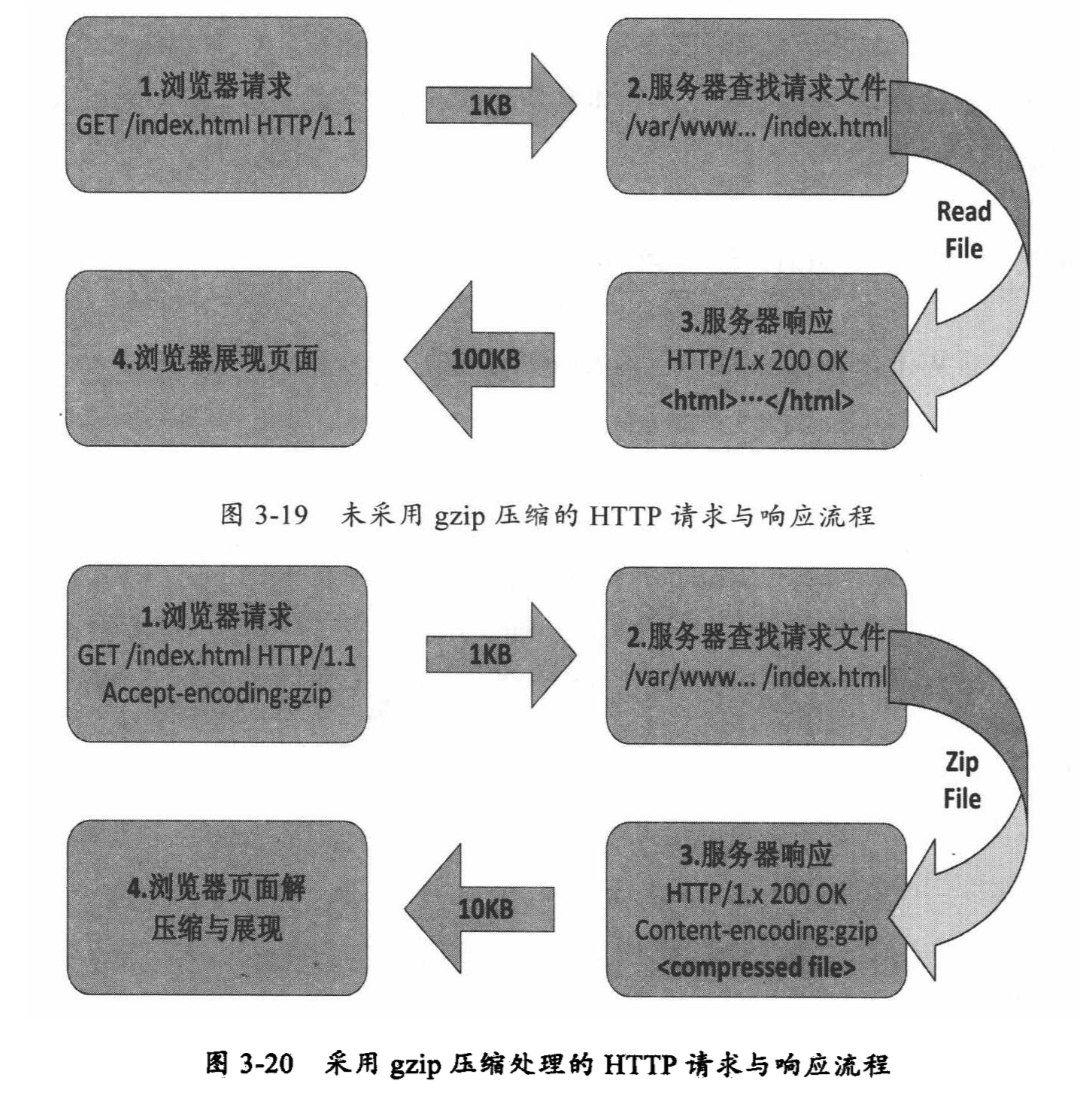 1.浏览器请求
GET /index.html HTTP/1.1
1KB
2.服务器查找请求文件
/var/www... /index.html
Read
File
3.服务器响应
HTTP/1.x 200 OK
<html>…</html>
100KB
4.浏览器展现页面
图 3-19 未采用 gzip 压缩的 HTTP 请求与响应流程
1.浏览器请求
GET /index.html HTTP/1.1
Accept-encoding:gzip
1KB
2.服务器查找请求文件
/var/www... /index.html
Zip
File
3.服务器响应
HTTP/1.x 200 OK
Content-encoding:gzip
<compressed file>
10KB
4.浏览器页面解
压缩与展现
图 3-20 采用 gzip 压缩处理的 HTTP 请求与响应流程